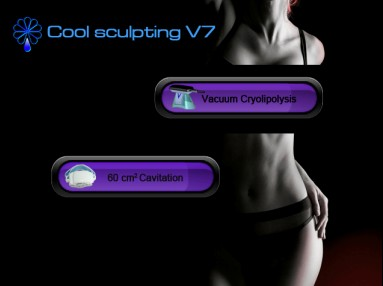 Cool sculpting V7
Vacuum Cryolipolysis
60 cm² Cavitation